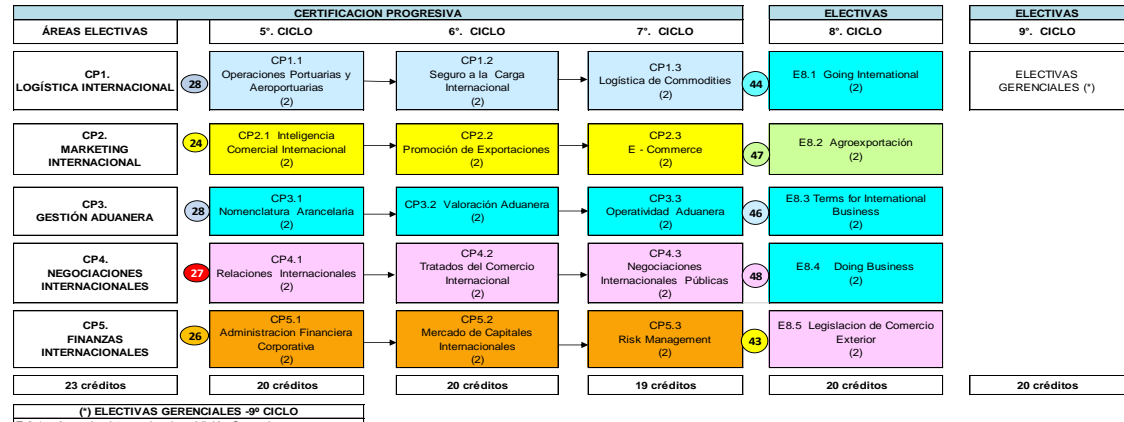 CERTIFICACION PROGRESIVA
ELECTIVAS
ELECTIVAS
ÁREAS ELECTIVAS
5°. CICLO
6°. CICLO
7°. CICLO
8°. CICLO
9°. CICLO
CP1.
LOGÍSTICA INTERNACIONAL
28
CP1.1
Operaciones Portuarias y
Aeroportuarias
(2)
CP1.2
Seguro a la Carga
Internacional
(2)
CP1.3
Logística de Commodities
(2)
44
E8.1 Going International
(2)
ELECTIVAS
GERENCIALES (*)
CP2.
MARKETING
INTERNACIONAL
24
CP2.1 Inteligencia
Comercial Internacional
(2)
CP2.2
Promoción de Exportaciones
(2)
CP2.3
E - Commerce
(2)
47
E8.2 Agroexportación
(2)
CP3.
GESTIÓN ADUANERA
28
CP3.1
Nomenclatura Arancelaria
(2)
CP3.2 Valoración Aduanera
(2)
CP3.3
Operatividad Aduanera
(2)
46
E8.3 Terms for International
Business
(2)
CP4.
NEGOCIACIONES
INTERNACIONALES
27
CP4.1
Relaciones Internacionales
(2)
CP4.2
Tratados del Comercio
Internacional
(2)
CP4.3
Negociaciones
Internacionales Públicas
(2)
48
E8.4 Doing Business
(2)
CP5.
FINANZAS
INTERNACIONALES
26
CP5.1
Administracion Financiera
Corporativa
(2)
CP5.2
Mercado de Capitales
Internacionales
(2)
CP5.3
Risk Management
(2)
43
E8.5 Legislacion de Comercio
Exterior
(2)
23 créditos
20 créditos
20 créditos
19 créditos
20 créditos
20 créditos
(*) ELECTIVAS GERENCIALES -9º CICLO